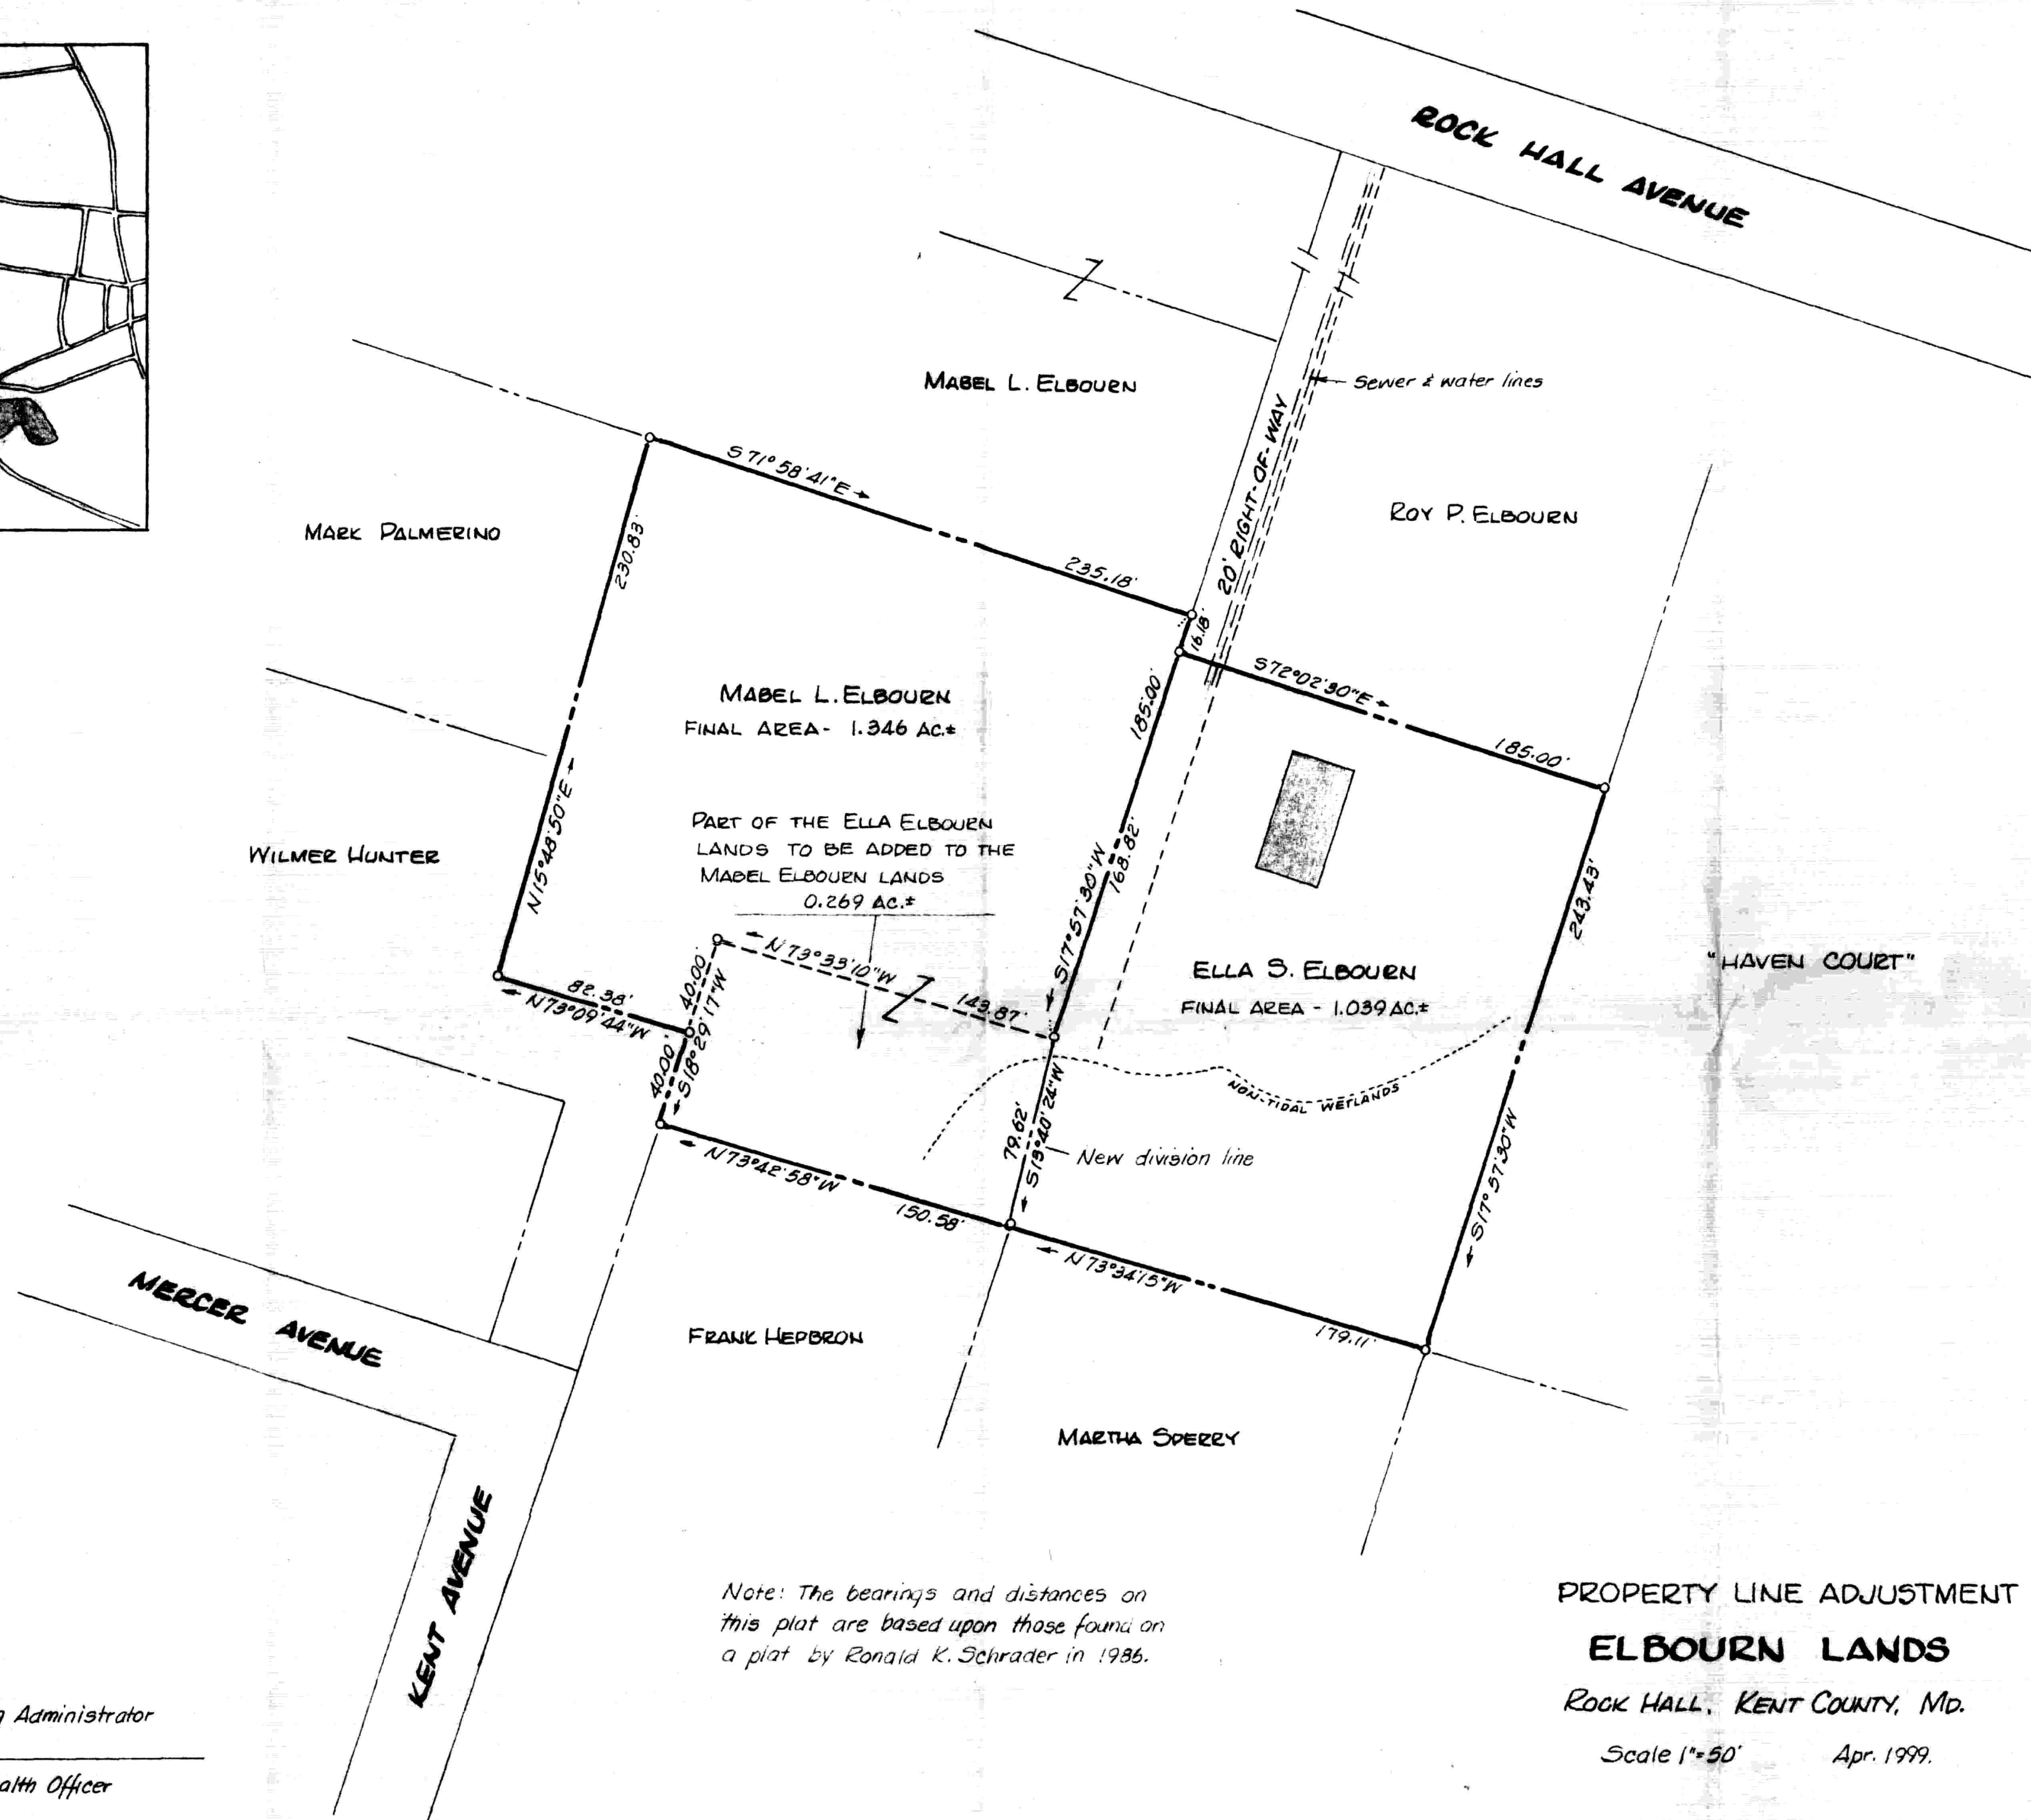 ROCK HALL AVENUE
MABEL L. ELBOURN
Sewer & water lines
20' RIGHT-OF-WAY
S 71° 58' 41" E
ROY P. ELBOURN
MARK PALMERINO
230.83'
235.18'
16.18'
S72°02'30"E
185.00'
MABEL L. ELBOURN
FINAL AREA - 1.346 AC.±
185.00'
N15°48'50"E
PART OF THE ELLA ELBOURN
LANDS TO BE ADDED TO THE
MABEL ELBOURN LANDS
0.269 AC.±
WILMER HUNTER
S17°57'30"W
168.82'
243.43'
N 73°33'10"W
143.87'
ELLA S. ELBOURN
FINAL AREA - 1.039 AC.±
"HAVEN COURT"
82.38'
N73°09'44"W
40.00'
40.00'
S18°29'17"W
NON-TIDAL WETLANDS
79.62'
S13°40'24"W
New division line
N73°42'58"W
150.58'
S17°57'30"W
N73°34'15"W
179.11'
MERCER AVENUE
FRANK HEPBRON
MARTHA SPERRY
KENT AVENUE
Note: The bearings and distances on
this plat are based upon those found on
a plat by Ronald K. Schrader in 1986.
PROPERTY LINE ADJUSTMENT
ELBOURN LANDS
ROCK HALL, KENT COUNTY, MD.
Scale 1"=50' Apr. 1999.
Administrator
alth Officer